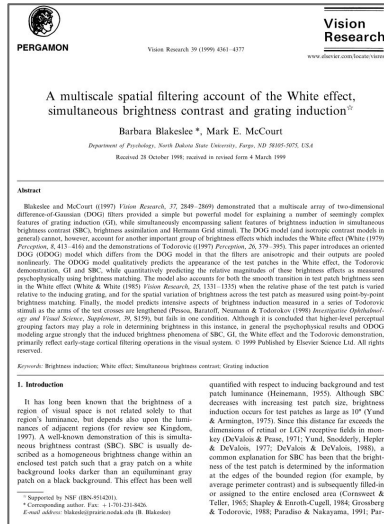 PERGAMON
Vision Research 39 (1999) 4361–4377
Vision
Research
www.elsevier.com/locate/visres
A multiscale spatial filtering account of the White effect,
simultaneous brightness contrast and grating induction☆
Barbara Blakeslee *, Mark E. McCourt
Department of Psychology, North Dakota State University, Fargo, ND 58105-5075, USA
Received 28 October 1998; received in revised form 4 March 1999
Abstract
Blakeslee and McCourt ((1997) Vision Research, 37, 2849–2869) demonstrated that a multiscale array of two-dimensional
difference-of-Gaussian (DOG) filters provided a simple but powerful model for explaining a number of seemingly complex
features of grating induction (GI), while simultaneously encompassing salient features of brightness induction in simultaneous
brightness contrast (SBC), brightness assimilation and Hermann Grid stimuli. The DOG model (and isotropic contrast models in
general) cannot, however, account for another important group of brightness effects which includes the White effect (White (1979)
Perception, 8, 413–416) and the demonstrations of Todorovic ((1997) Perception, 26, 379–395). This paper introduces an oriented
DOG (ODOG) model which differs from the DOG model in that the filters are anisotropic and their outputs are pooled
nonlinearly. The ODOG model qualitatively predicts the appearance of the test patches in the White effect, the Todorovic
demonstration, GI and SBC, while quantitatively predicting the relative magnitudes of these brightness effects as measured
psychophysically using brightness matching. The model also accounts for both the smooth transition in test patch brightness seen
in the White effect (White & White (1985) Vision Research, 25, 1331–1335) when the relative phase of the test patch is varied
relative to the inducing grating, and for the spatial variation of brightness across the test patch as measured using point-by-point
brightness matching. Finally, the model predicts intensive aspects of brightness induction measured in a series of Todorovic
stimuli as the arms of the test crosses are lengthened (Pessoa, Baratoff, Neumann & Todorokov (1998) Investigative Ophthalmol-
ogy and Visual Science, Supplement, 39, S159), but fails in one condition. Although it is concluded that higher-level perceptual
grouping factors may play a role in determining brightness in this instance, in general the psychophysical results and ODOG
modeling argue strongly that the induced brightness phenomena of SBC, GI, the White effect and the Todorovic demonstration,
primarily reflect early-stage cortical filtering operations in the visual system. © 1999 Published by Elsevier Science Ltd. All rights
reserved.
Keywords: Brightness induction; White effect; Simultaneous contrast; Grating induction
1. Introduction
It has long been known that the brightness of a
region of visual space is not related solely to that
region's luminance, but depends also upon the lumi-
nances of adjacent regions (for review see Kingdom,
1997). A well-known demonstration of this is simulta-
neous brightness contrast (SBC). SBC is usually de-
scribed as a homogeneous brightness change within an
enclosed test patch such that a gray patch on a white
background looks darker than an equiluminant gray
patch on a black background. This effect has been well
☆ Supported by NSF (IBN-9514201).
* Corresponding author. Fax: +1-701-231-8426.
E-mail address: blakeslee@prairie.nodak.edu (B. Blakeslee)
quantified with respect to inducing background and test
patch luminance (Heinemann, 1955). Although SBC
decreases with increasing test patch size, brightness
induction occurs for test patches as large as 10° (Yund
& Armington, 1975). Since this distance far exceeds the
dimensions of retinal or LGN receptive fields in mon-
key (DeValois & Pease, 1971; Yund, Snodderly, Hepler
& DeValois, 1977; DeValois & DeValois, 1988), a
common explanation for SBC has been that the bright-
ness of the test patch is determined by the information
at the edges of the bounded region (for example, by
average perimeter contrast) and is subsequently filled-in
or assigned to the entire enclosed area (Cornsweet &
Teller, 1965; Shapley & Enroth-Cugell, 1984; Grossberg
& Todorovic, 1988; Paradiso & Nakayama, 1991; Par-